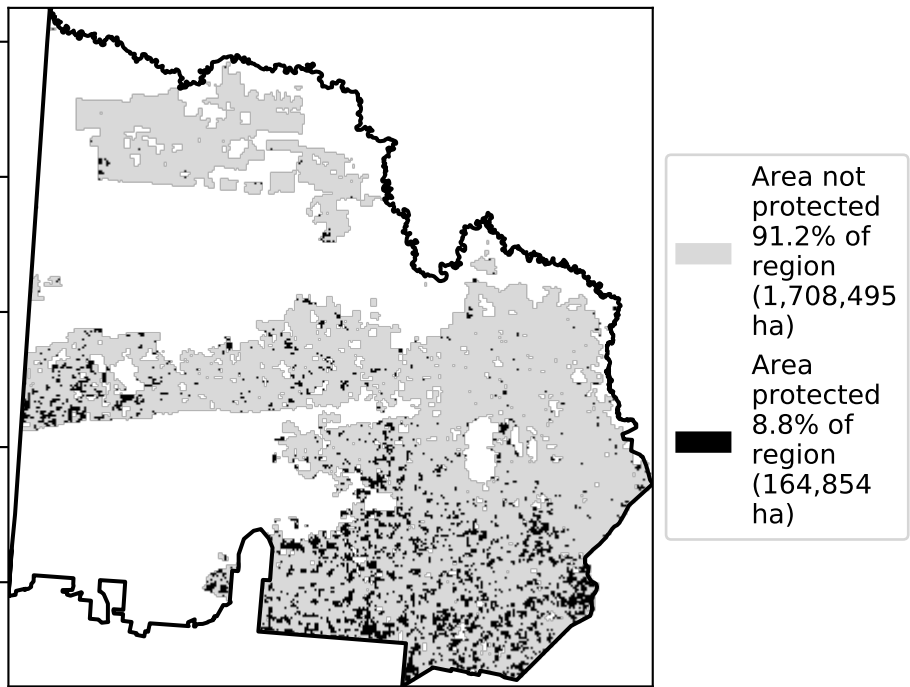 Area not
protected
91.2% of
region
(1,708,495
ha)
Area
protected
8.8% of
region
(164,854
ha)